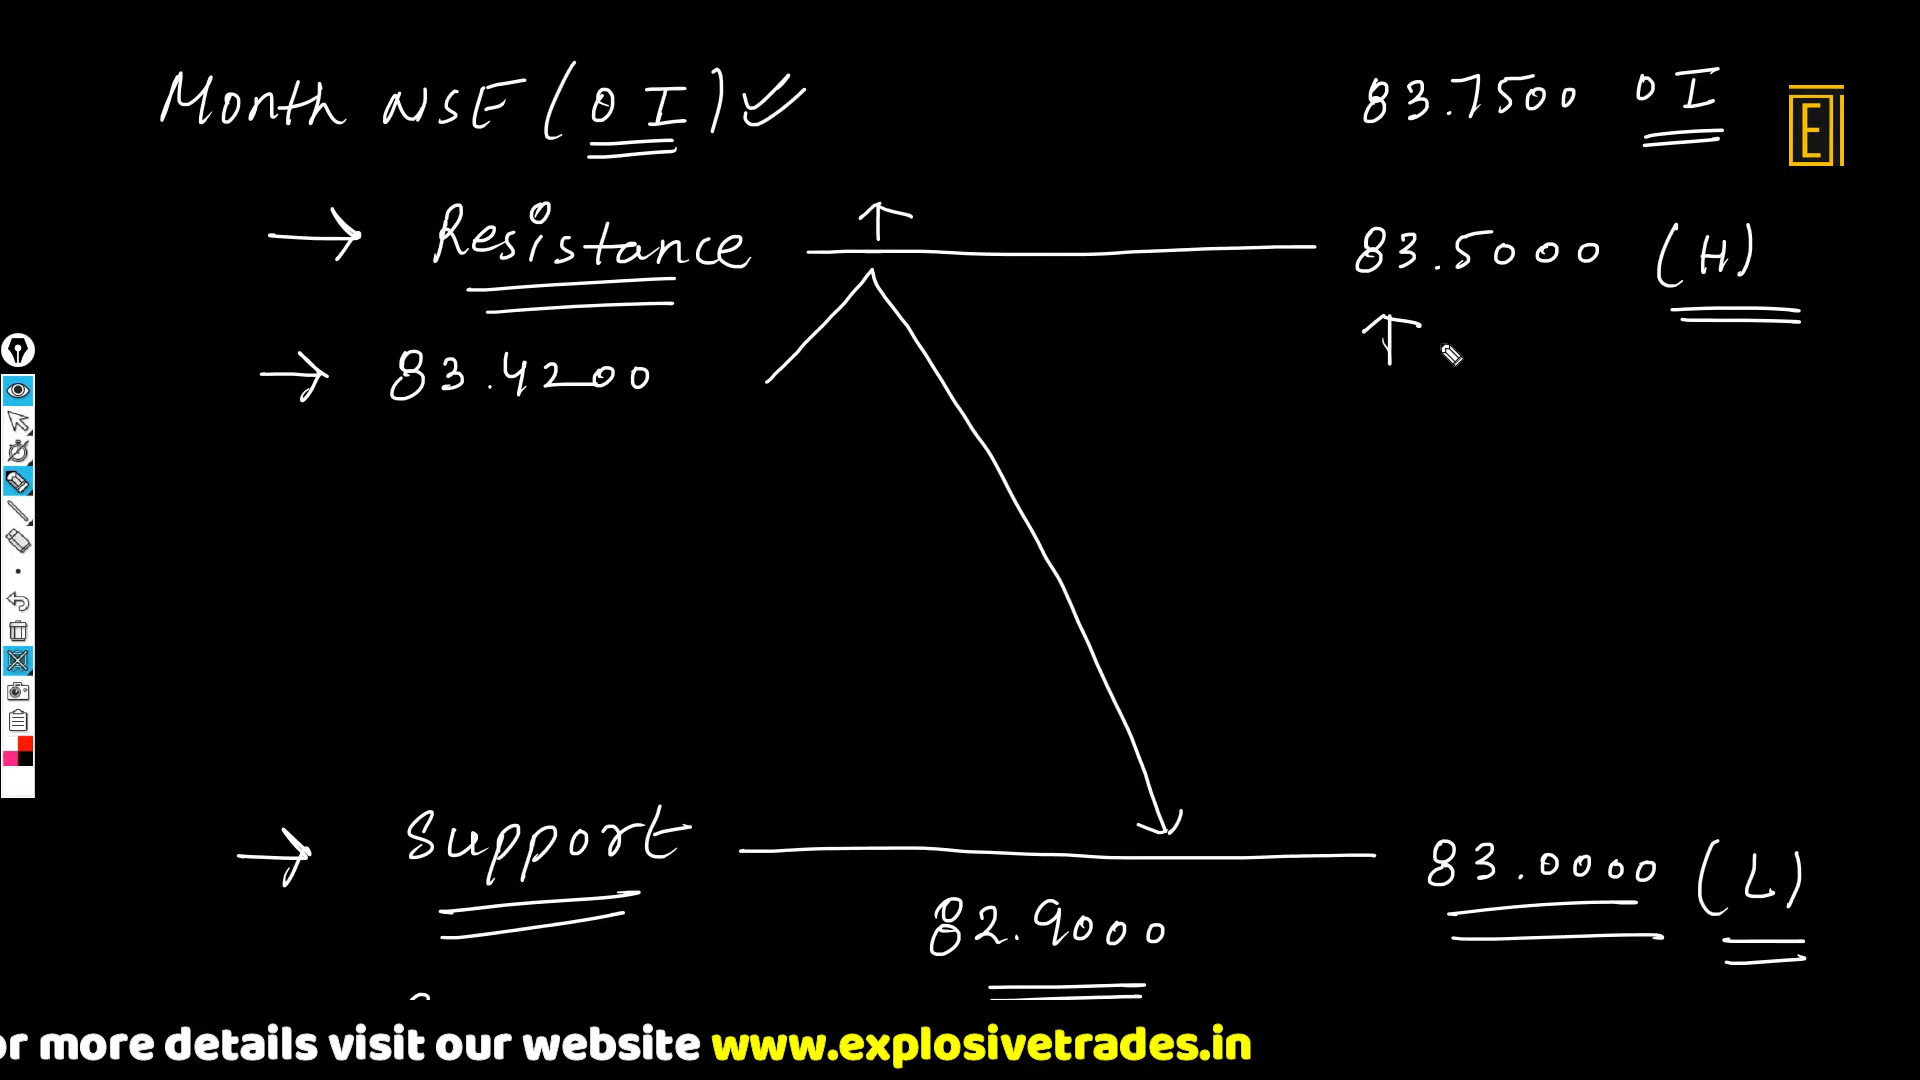 Month NSE (OI) 83.7500 OI
Resistance 83.5000 (H)
83.4200
Support 83.0000 (L)
82.9000
or more details visit our website www.explosivetrades.in